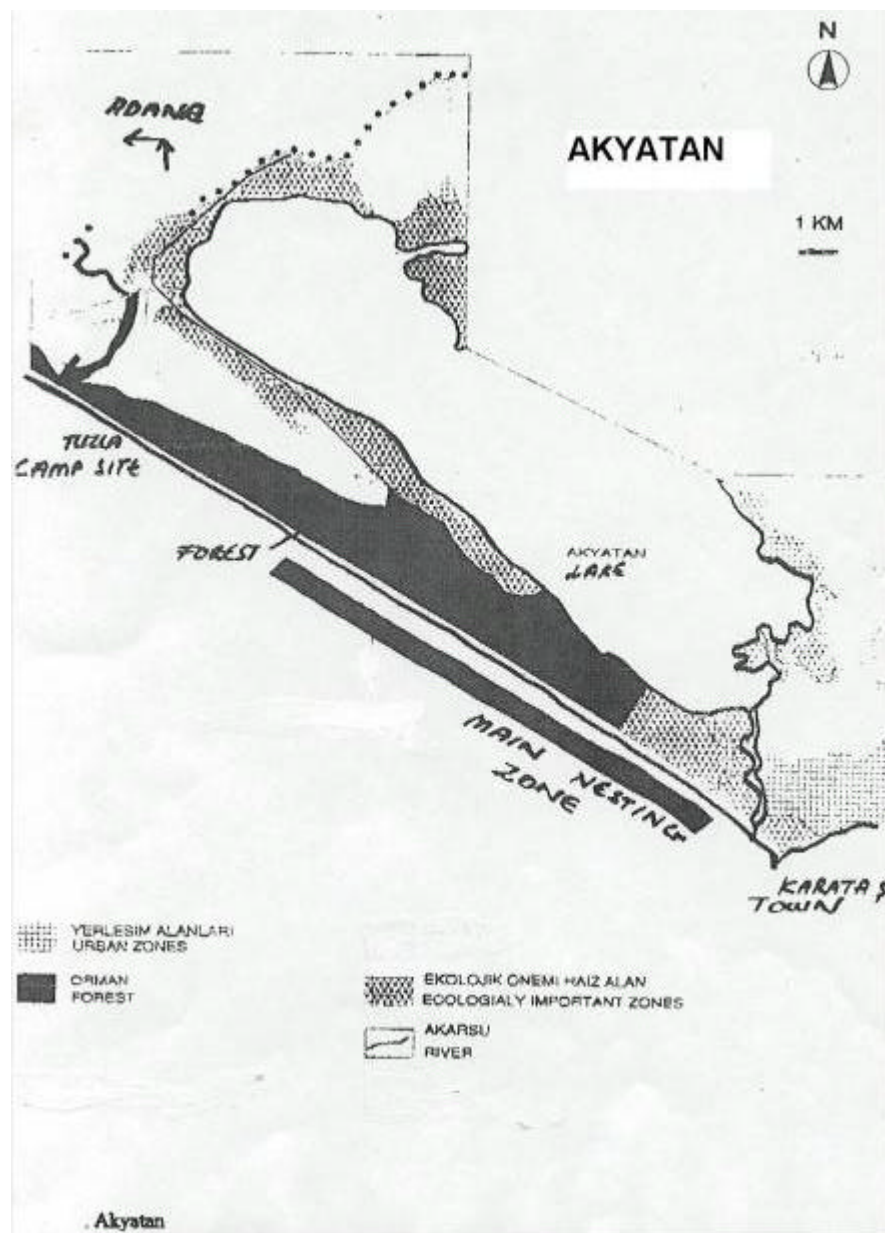 N
ADANA
AKYATAN
1 KM
TUZLA
CAMP SITE
FOREST
AKYATAN
LAKE
MAIN NESTING
ZONE
KARATAŞ
TOWN
YERLESIM ALANLARI
URBAN ZONES
ORMAN
FOREST
EKOLOJIK ONEMI HAIZ ALAN
ECOLOGIALY IMPORTANT ZONES
AKARSU
RIVER
Akyatan